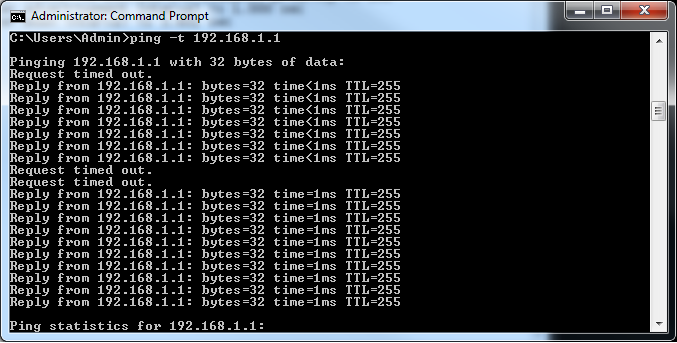 Administrator: Command Prompt
C:\Users\Admin>ping -t 192.168.1.1
Pinging 192.168.1.1 with 32 bytes of data:
Request timed out.
Reply from 192.168.1.1: bytes=32 time<1ms TTL=255
Reply from 192.168.1.1: bytes=32 time<1ms TTL=255
Reply from 192.168.1.1: bytes=32 time<1ms TTL=255
Reply from 192.168.1.1: bytes=32 time<1ms TTL=255
Reply from 192.168.1.1: bytes=32 time<1ms TTL=255
Reply from 192.168.1.1: bytes=32 time<1ms TTL=255
Reply from 192.168.1.1: bytes=32 time<1ms TTL=255
Request timed out.
Request timed out.
Reply from 192.168.1.1: bytes=32 time=1ms TTL=255
Reply from 192.168.1.1: bytes=32 time=1ms TTL=255
Reply from 192.168.1.1: bytes=32 time=1ms TTL=255
Reply from 192.168.1.1: bytes=32 time=1ms TTL=255
Reply from 192.168.1.1: bytes=32 time=1ms TTL=255
Reply from 192.168.1.1: bytes=32 time=1ms TTL=255
Reply from 192.168.1.1: bytes=32 time=1ms TTL=255
Reply from 192.168.1.1: bytes=32 time=1ms TTL=255
Reply from 192.168.1.1: bytes=32 time=1ms TTL=255
Reply from 192.168.1.1: bytes=32 time=1ms TTL=255
Ping statistics for 192.168.1.1: